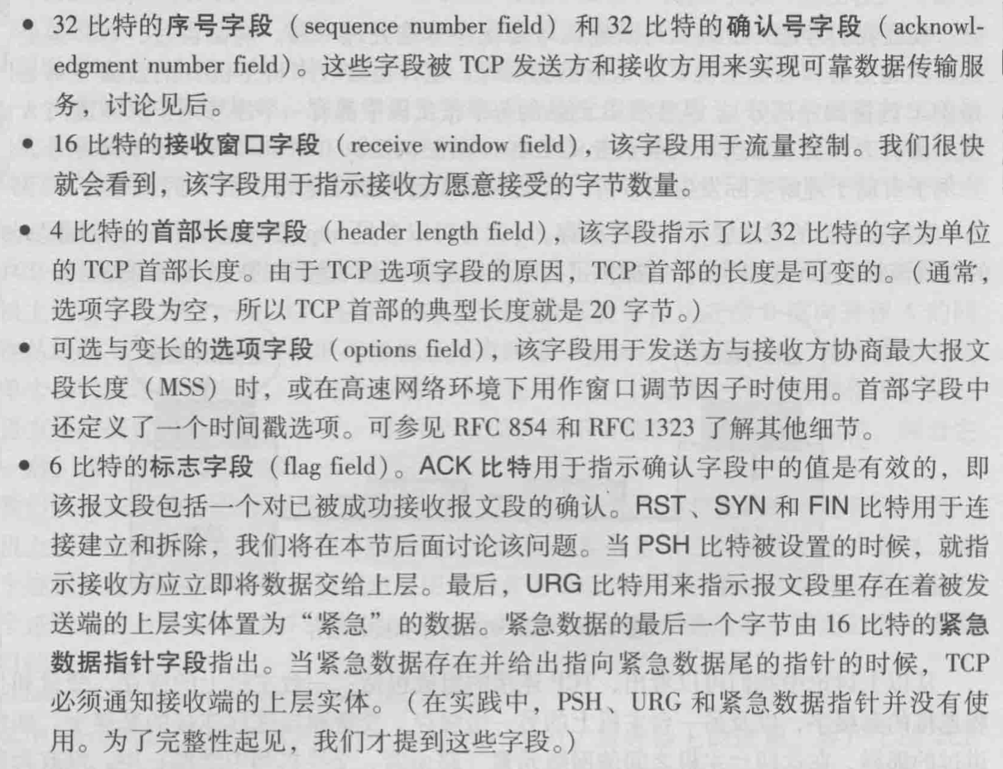 ● 32 比特的序号字段（sequence number field）和 32 比特的确认号字段（acknowl-
edgment number field）。这些字段被 TCP 发送方和接收方用来实现可靠数据传输服
务，讨论见后。
● 16 比特的接收窗口字段（receive window field），该字段用于流量控制。我们很快
就会看到，该字段用于指示接收方愿意接受的字节数量。
● 4 比特的首部长度字段（header length field），该字段指示了以 32 比特的字为单位
的 TCP 首部长度。由于 TCP 选项字段的原因，TCP 首部的长度是可变的。（通常，
选项字段为空，所以 TCP 首部的典型长度就是 20 字节。）
● 可选与变长的选项字段（options field），该字段用于发送方与接收方协商最大报文
段长度（MSS）时，或在高速网络环境下用作窗口调节因子时使用。首部字段中
还定义了一个时间戳选项。可参见 RFC 854 和 RFC 1323 了解其他细节。
● 6 比特的标志字段（flag field）。ACK 比特用于指示确认字段中的值是有效的，即
该报文段包括一个对已被成功接收报文段的确认。RST、SYN 和 FIN 比特用于连
接建立和拆除，我们将在本节后面讨论该问题。当 PSH 比特被设置的时候，就指
示接收方应立即将数据交给上层。最后，URG 比特用来指示报文段里存在着被发
送端的上层实体置为“紧急”的数据。紧急数据的最后一个字节由 16 比特的紧急
数据指针字段指出。当紧急数据存在并给出指向紧急数据尾的指针的时候，TCP
必须通知接收端的上层实体。（在实践中，PSH、URG 和紧急数据指针并没有使
用。为了完整性起见，我们才提到这些字段。）